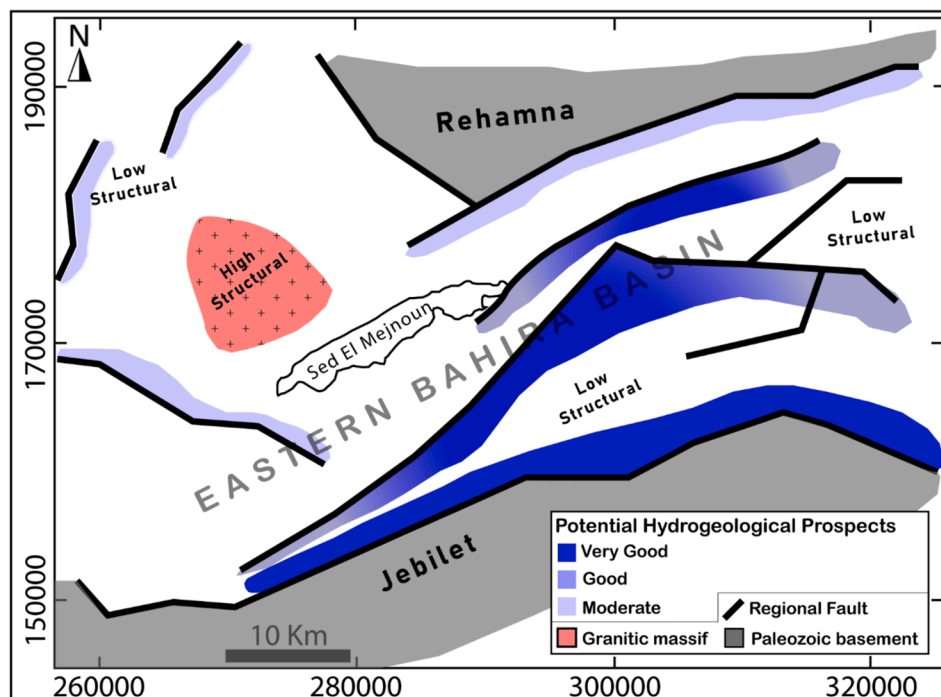 N
190000
170000
150000
260000
280000
300000
320000
Rehamna
Low
Structural
High
Structural
Low
Structural
Sed El Mejnoun
EASTERN BAHIRA BASIN
Low
Structural
Jebilet
10 Km
Potential Hydrogeological Prospects
Very Good
Good
Moderate
Regional Fault
Granitic massif
Paleozoic basement